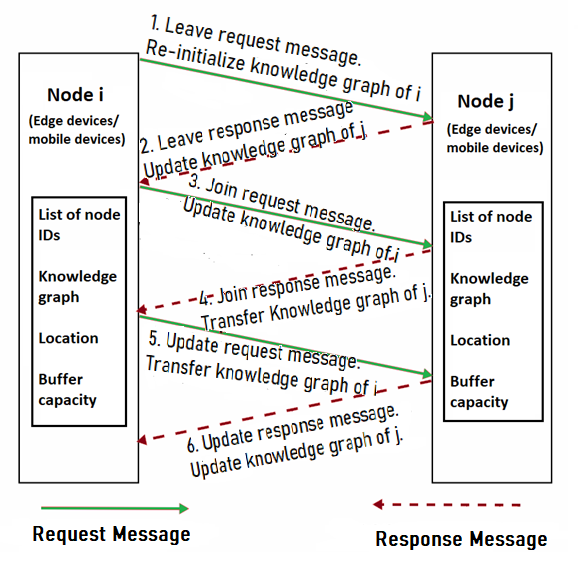 1. Leave request message.
Re-initialize knowledge graph of i
Node i
(Edge devices/
mobile devices)
Node j
(Edge devices/
mobile devices)
2. Leave response message
Update knowledge graph of j
3. Join request message.
Update knowledge graph of i
List of node
IDs
Knowledge
graph
Location
Buffer
capacity
List of node
IDs
Knowledge
graph
Location
Buffer
capacity
4. Join response message.
Transfer Knowledge graph of j.
5. Update request message.
Transfer knowledge graph of i
6. Update response message.
Update knowledge graph of j.
Request Message
Response Message